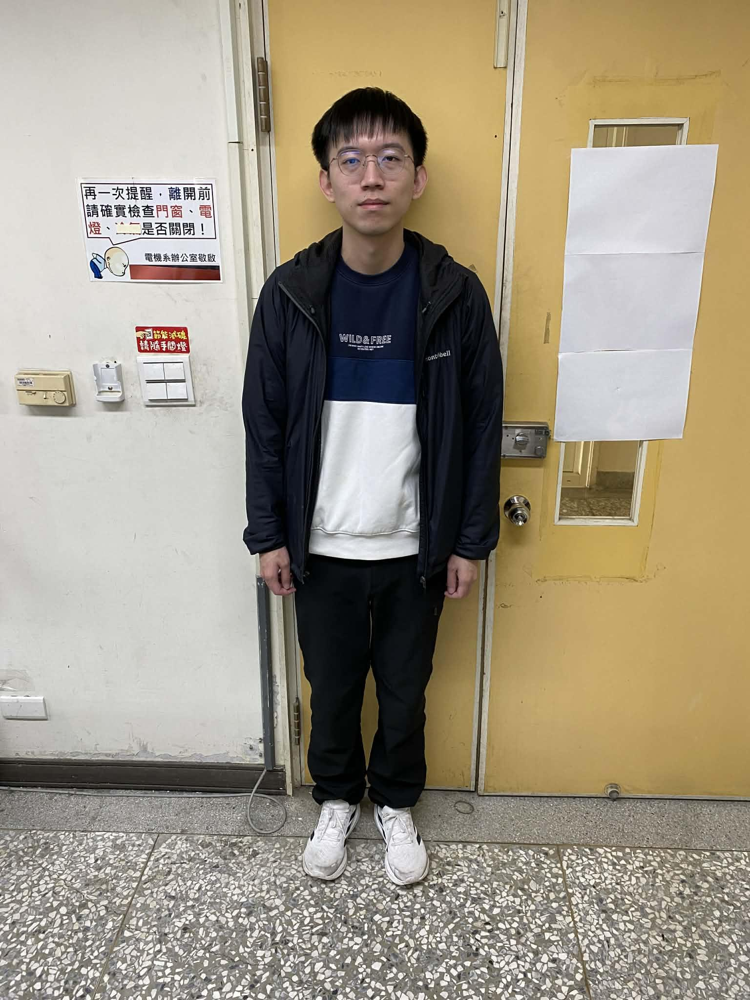 再一次提醒，離開前
請確實檢查門窗、電
燈、是否關閉！
電機系辦公室敬啟
節能減碳
請隨手關燈
WILD&FREE
montbell